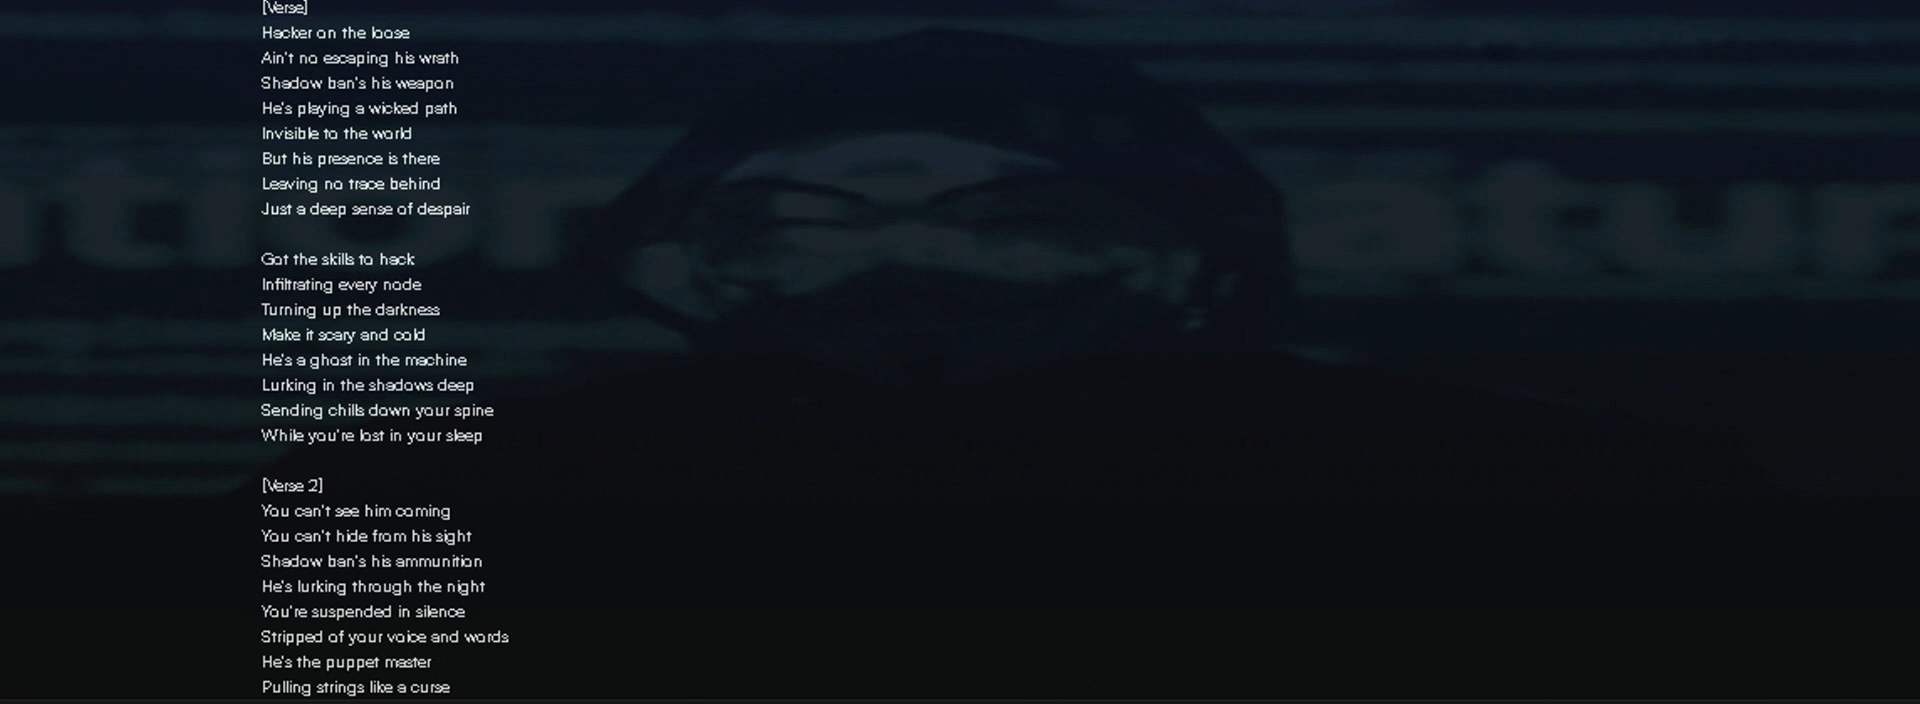 [Verse]
Hacker on the loose
Ain't no escaping his wrath
Shadow ban's his weapon
He's playing a wicked path
Invisible to the world
But his presence is there
Leaving no trace behind
Just a deep sense of despair
Got the skills to hack
Infiltrating every node
Turning up the darkness
Make it scary and cold
He's a ghost in the machine
Lurking in the shadows deep
Sending chills down your spine
While you're lost in your sleep
[Verse 2]
You can't see him coming
You can't hide from his sight
Shadow ban's his ammunition
He's lurking through the night
You're suspended in silence
Stripped of your voice and words
He's the puppet master
Pulling strings like a curse